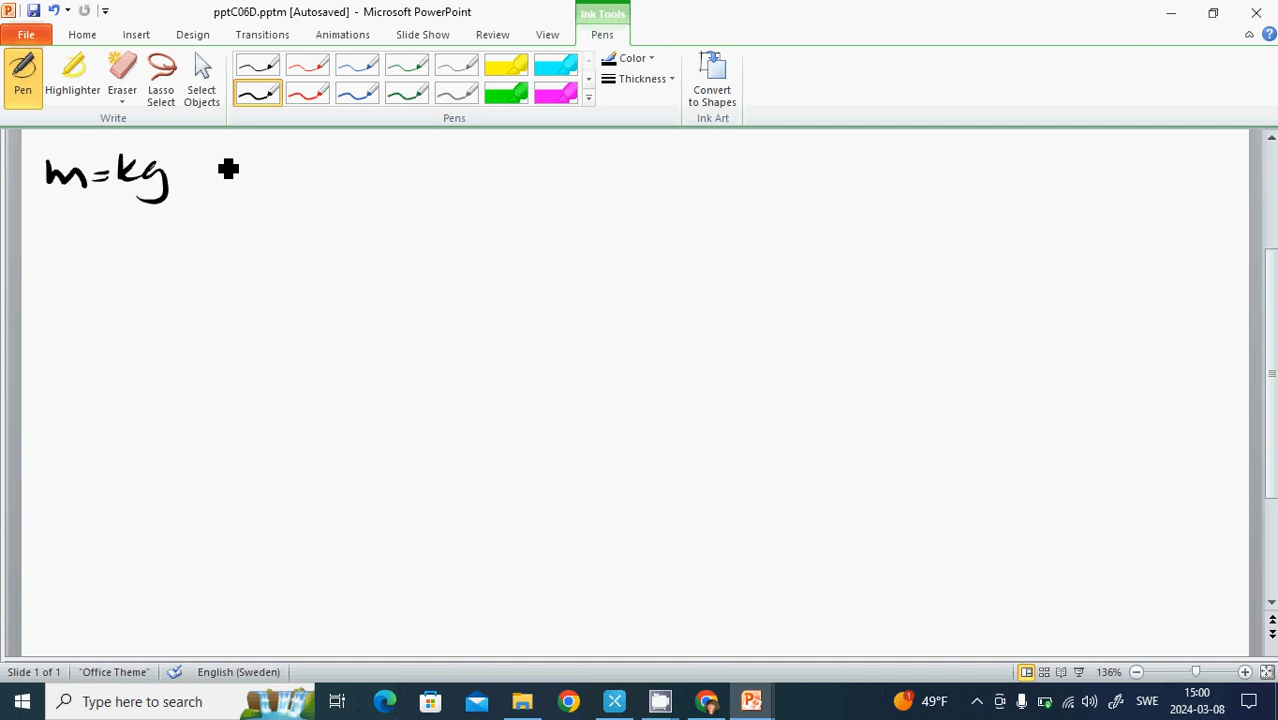 pptC06D.pptm [Autosaved] - Microsoft PowerPoint
Ink Tools
File Home Insert Design Transitions Animations Slide Show Review View Pens
Pen Highlighter Eraser Lasso Select Select Objects
Color
Thickness
Convert to Shapes
Write Pens Ink Art
m=kg
Slide 1 of 1 "Office Theme" English (Sweden) 136%
Type here to search 1 49°F SWE 15:00
2024-03-08